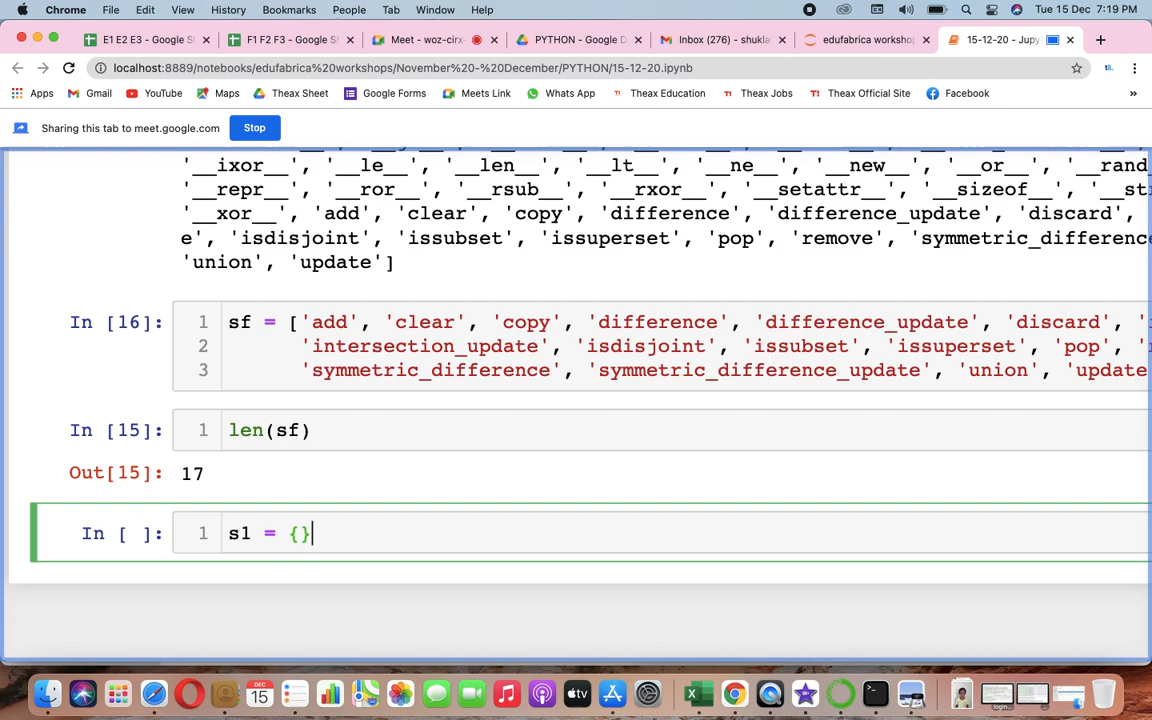 Chrome File Edit View History Bookmarks People Tab Window Help Tue 15 Dec 7:19 PM
E1 E2 E3 - Google S F1 F2 F3 - Google S Meet - woz-cirx- PYTHON - Google D Inbox (276) - shukla edufabrica workshop 15-12-20 - Jupy
localhost:8889/notebooks/edufabrica%20workshops/November%20-%20December/PYTHON/15-12-20.ipynb
Apps Gmail YouTube Maps Theax Sheet Google Forms Meets Link Whats App Theax Education Theax Jobs Theax Official Site Facebook »
Sharing this tab to meet.google.com Stop
'__ixor__', '__le__', '__len__', '__lt__', '__ne__', '__new__', '__or__', '__rand
'__repr__', '__ror__', '__rsub__', '__rxor__', '__setattr__', '__sizeof__', '__st
'__xor__', 'add', 'clear', 'copy', 'difference', 'difference_update', 'discard',
e', 'isdisjoint', 'issubset', 'issuperset', 'pop', 'remove', 'symmetric_difference
'union', 'update']
In [16]: 1 sf = ['add', 'clear', 'copy', 'difference', 'difference_update', 'discard',
2 'intersection_update', 'isdisjoint', 'issubset', 'issuperset', 'pop',
3 'symmetric_difference', 'symmetric_difference_update', 'union', 'update
In [15]: 1 len(sf)
Out[15]: 17
In [ ]: 1 s1 = {}
DEC
15
tv